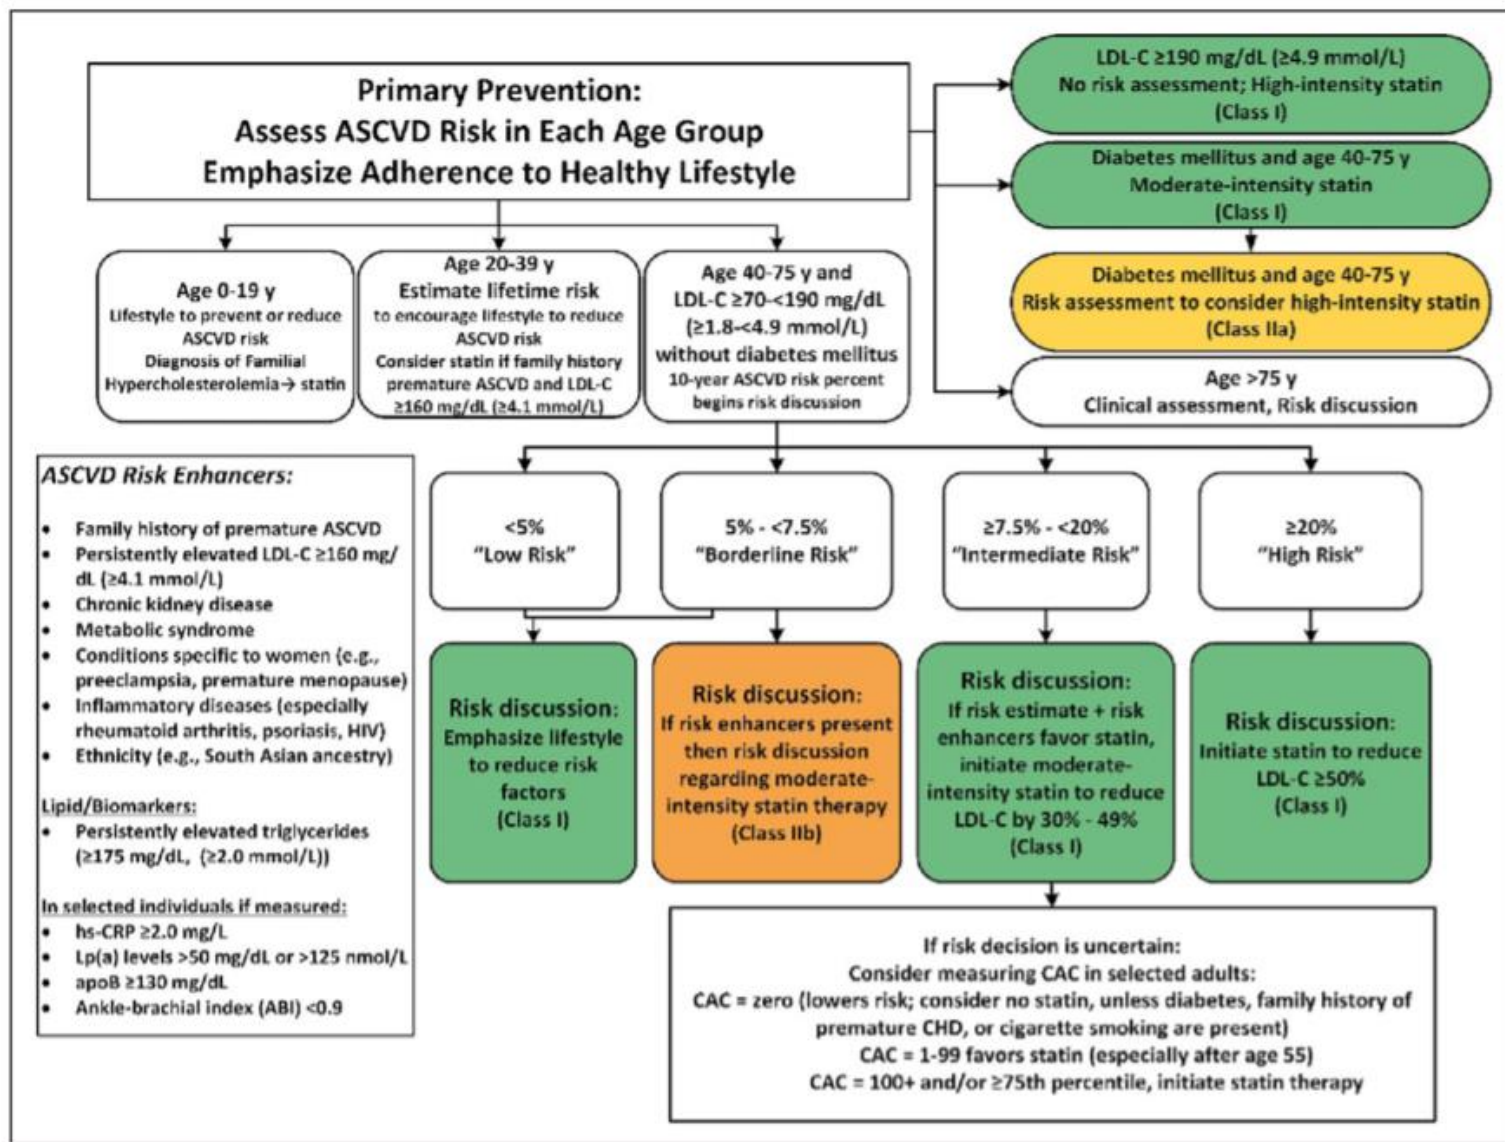 Primary Prevention:
Assess ASCVD Risk in Each Age Group
Emphasize Adherence to Healthy Lifestyle
LDL-C ≥190 mg/dL (≥4.9 mmol/L)
No risk assessment; High-intensity statin
(Class I)
Diabetes mellitus and age 40-75 y
Moderate-intensity statin
(Class I)
Diabetes mellitus and age 40-75 y
Risk assessment to consider high-intensity statin
(Class IIa)
Age >75 y
Clinical assessment, Risk discussion
Age 0-19 y
Lifestyle to prevent or reduce
ASCVD risk
Diagnosis of Familial
Hypercholesterolemia→ statin
Age 20-39 y
Estimate lifetime risk
to encourage lifestyle to reduce
ASCVD risk
Consider statin if family history
premature ASCVD and LDL-C
≥160 mg/dL (≥4.1 mmol/L)
Age 40-75 y and
LDL-C ≥70-<190 mg/dL
(≥1.8-<4.9 mmol/L)
without diabetes mellitus
10-year ASCVD risk percent
begins risk discussion
ASCVD Risk Enhancers:
• Family history of premature ASCVD
• Persistently elevated LDL-C ≥160 mg/
dL (≥4.1 mmol/L)
• Chronic kidney disease
• Metabolic syndrome
• Conditions specific to women (e.g.,
preeclampsia, premature menopause)
• Inflammatory diseases (especially
rheumatoid arthritis, psoriasis, HIV)
• Ethnicity (e.g., South Asian ancestry)
Lipid/Biomarkers:
• Persistently elevated triglycerides
(≥175 mg/dL, (≥2.0 mmol/L))
In selected individuals if measured:
• hs-CRP ≥2.0 mg/L
• Lp(a) levels >50 mg/dL or >125 nmol/L
• apoB ≥130 mg/dL
• Ankle-brachial index (ABI) <0.9
<5%
"Low Risk"
5% - <7.5%
"Borderline Risk"
≥7.5% - <20%
"Intermediate Risk"
≥20%
"High Risk"
Risk discussion:
Emphasize lifestyle
to reduce risk
factors
(Class I)
Risk discussion:
If risk enhancers present
then risk discussion
regarding moderate-
intensity statin therapy
(Class IIb)
Risk discussion:
If risk estimate + risk
enhancers favor statin,
initiate moderate-
intensity statin to reduce
LDL-C by 30% - 49%
(Class I)
Risk discussion:
Initiate statin to reduce
LDL-C ≥50%
(Class I)
If risk decision is uncertain:
Consider measuring CAC in selected adults:
CAC = zero (lowers risk; consider no statin, unless diabetes, family history of
premature CHD, or cigarette smoking are present)
CAC = 1-99 favors statin (especially after age 55)
CAC = 100+ and/or ≥75th percentile, initiate statin therapy